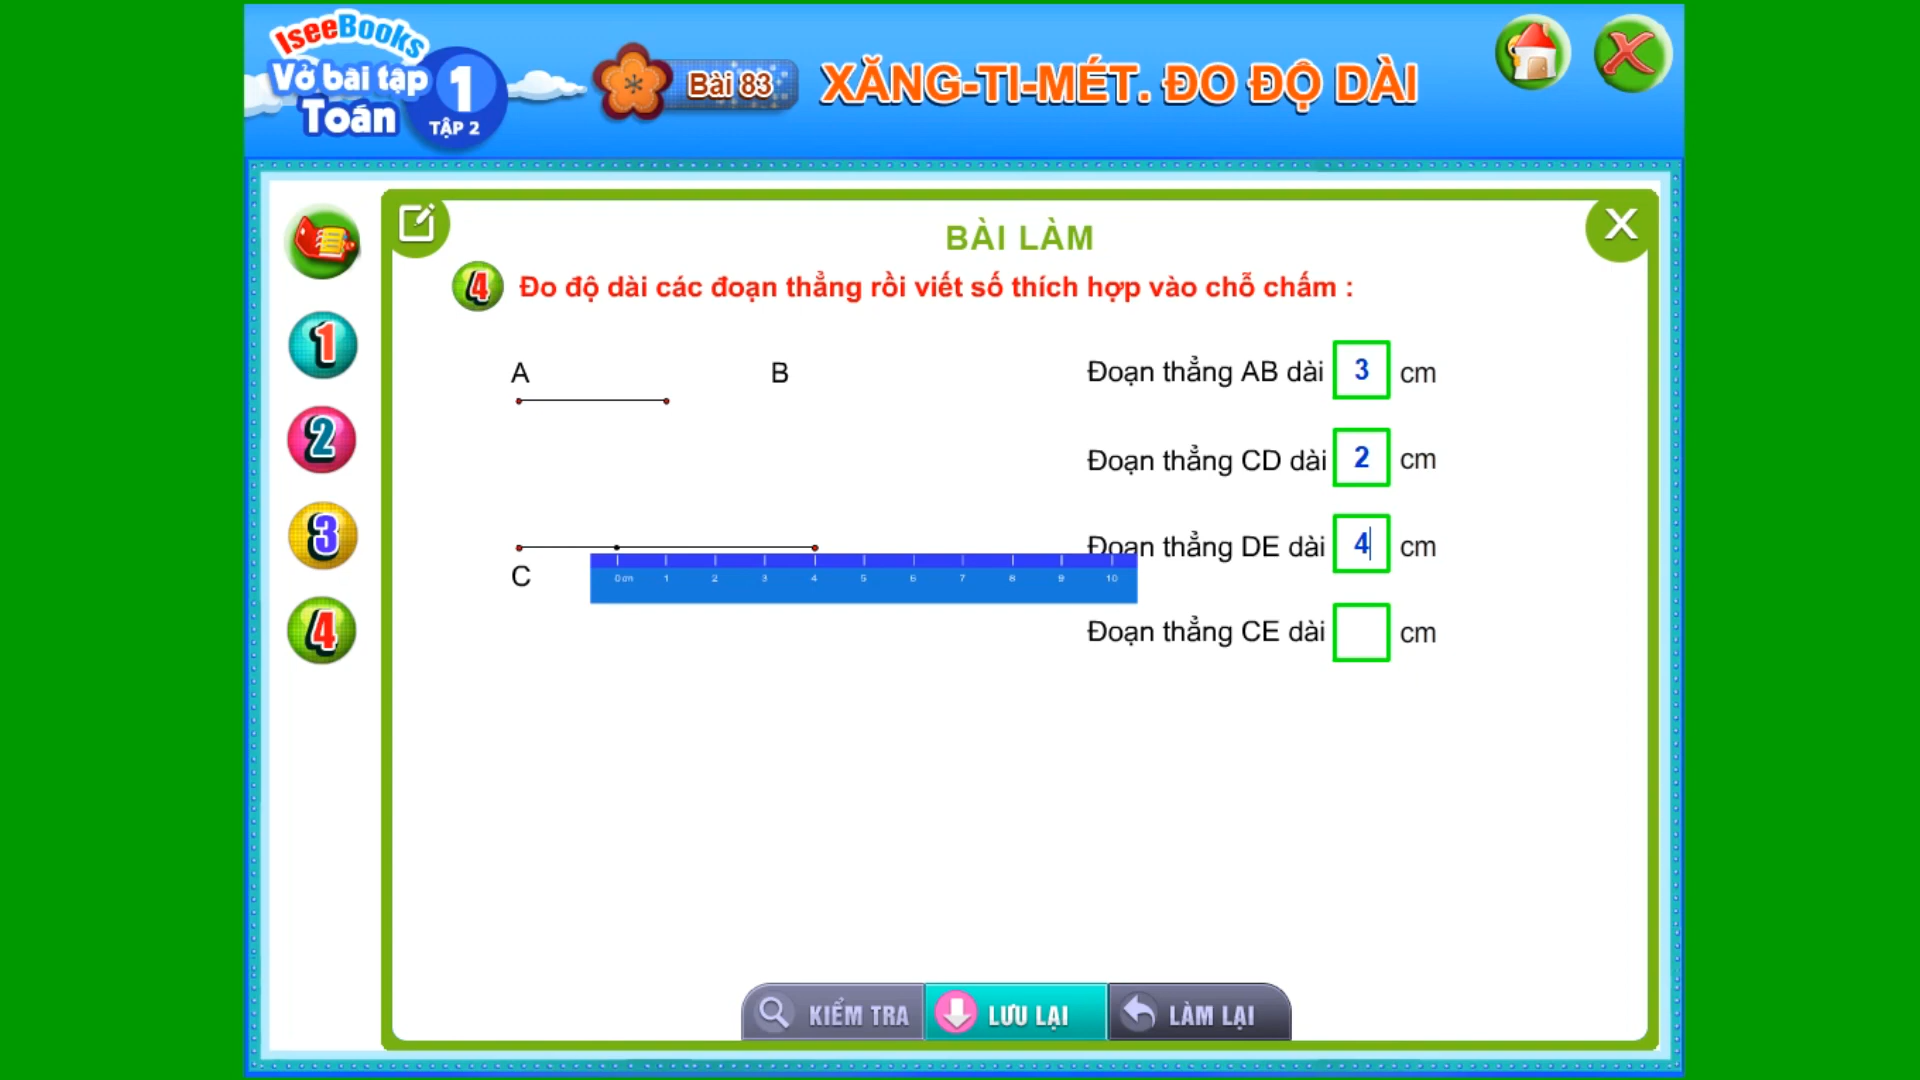 IseeBooks
Vở bài tập
Toán
1
TẬP 2
Bài 83
XĂNG-TI-MÉT. ĐO ĐỘ DÀI
BÀI LÀM
4 Đo độ dài các đoạn thẳng rồi viết số thích hợp vào chỗ chấm :
1
2
3
4
A B
C
0 cm 1 2 3 4 5 6 7 8 9 10
Đoạn thẳng AB dài 3 cm
Đoạn thẳng CD dài 2 cm
Đoạn thẳng DE dài 4 cm
Đoạn thẳng CE dài cm
KIỂM TRA LƯU LẠI LÀM LẠI